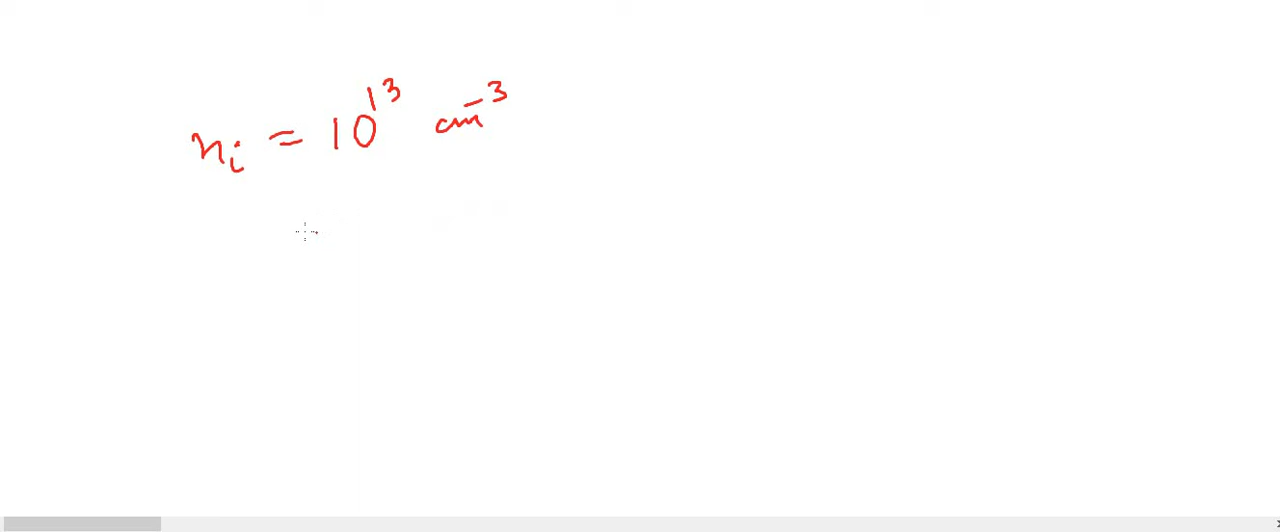 nᵢ = 10¹³ cm⁻³